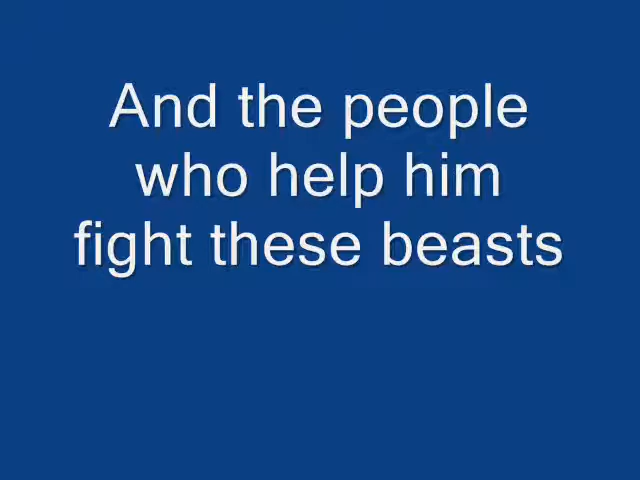 And the people
who help him
fight these beasts